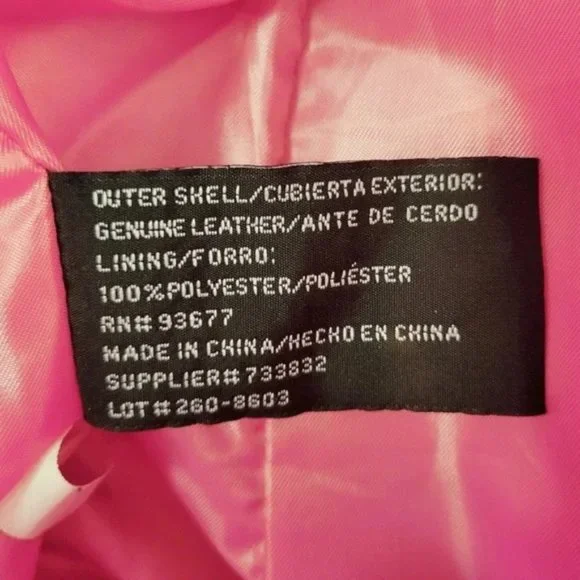 OUTER SHELL/CUBIERTA EXTERIOR:
GENUINE LEATHER/ANTE DE CERDO
LINING/FORRO:
100%POLYESTER/POLIÉSTER
RN# 93677
MADE IN CHINA/HECHO EN CHINA
SUPPLIER# 733832
LOT# 260-8603